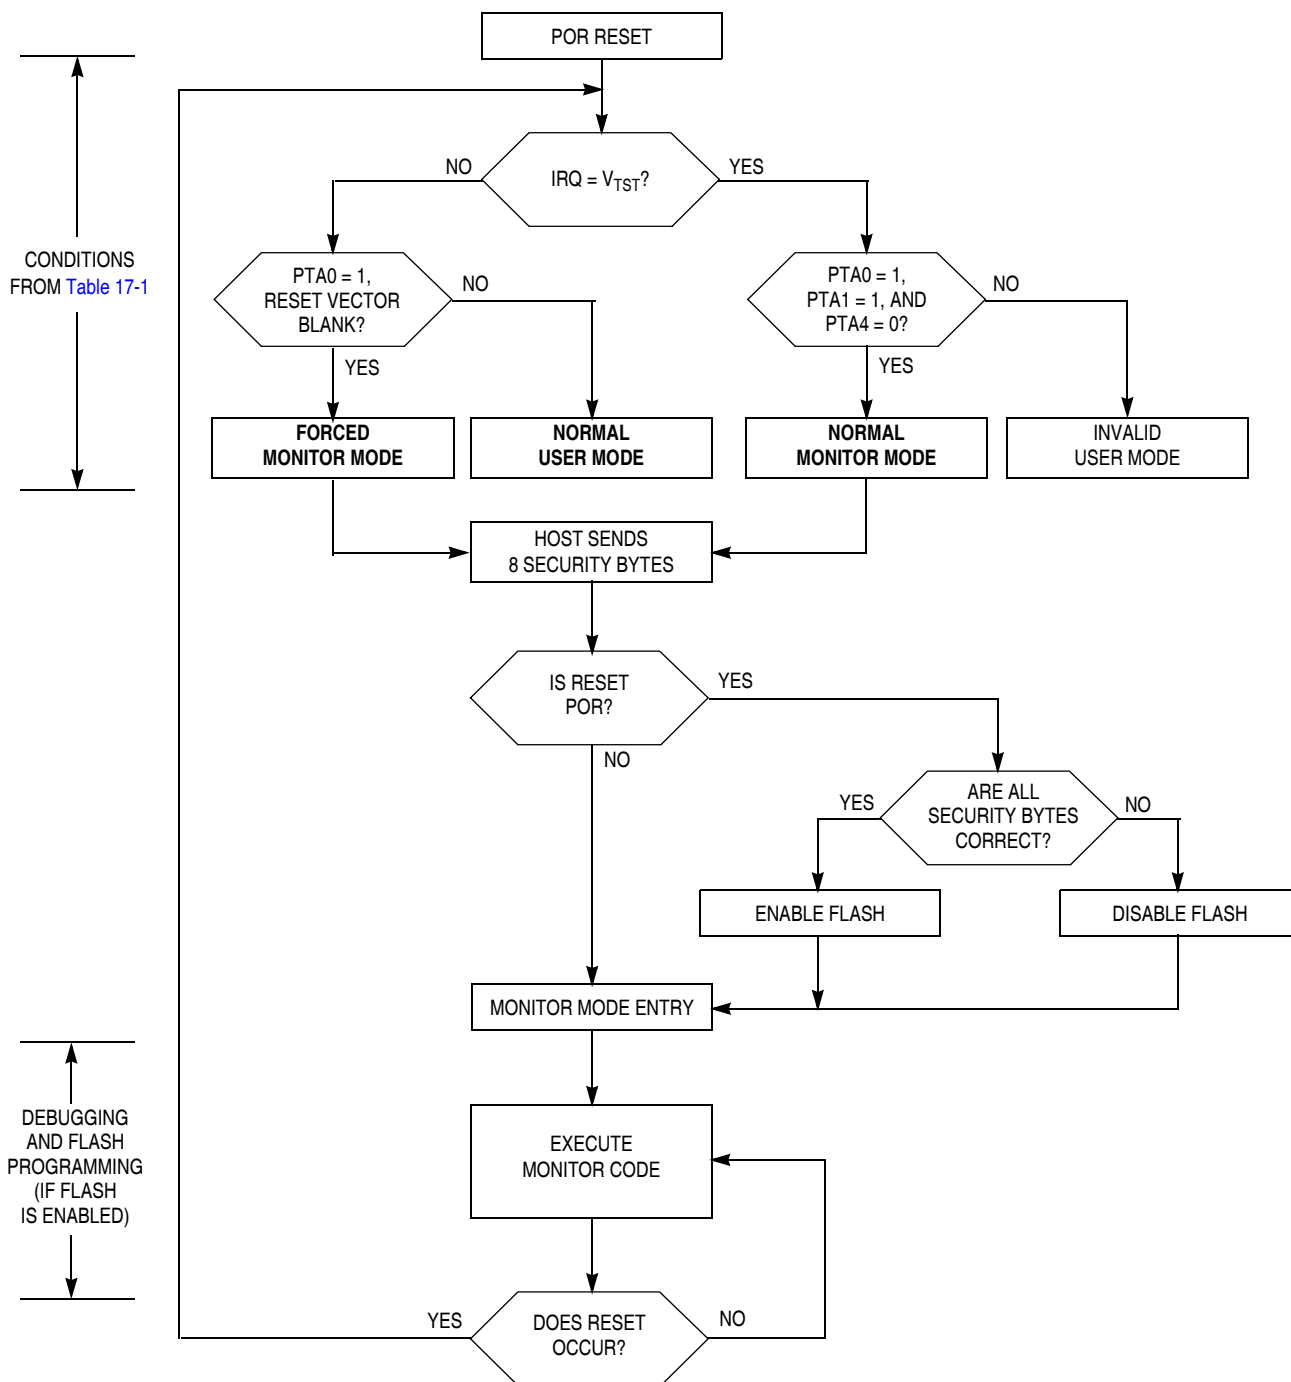 POR RESET
NO
YES
IRQ = VTST?
CONDITIONS
FROM Table 17-1
PTA0 = 1,
RESET VECTOR
BLANK?
NO
YES
PTA0 = 1,
PTA1 = 1, AND
PTA4 = 0?
NO
YES
FORCED
MONITOR MODE
NORMAL
USER MODE
NORMAL
MONITOR MODE
INVALID
USER MODE
HOST SENDS
8 SECURITY BYTES
IS RESET
POR?
YES
NO
ARE ALL
SECURITY BYTES
CORRECT?
YES
NO
ENABLE FLASH
DISABLE FLASH
MONITOR MODE ENTRY
DEBUGGING
AND FLASH
PROGRAMMING
(IF FLASH
IS ENABLED)
EXECUTE
MONITOR CODE
YES
DOES RESET
OCCUR?
NO